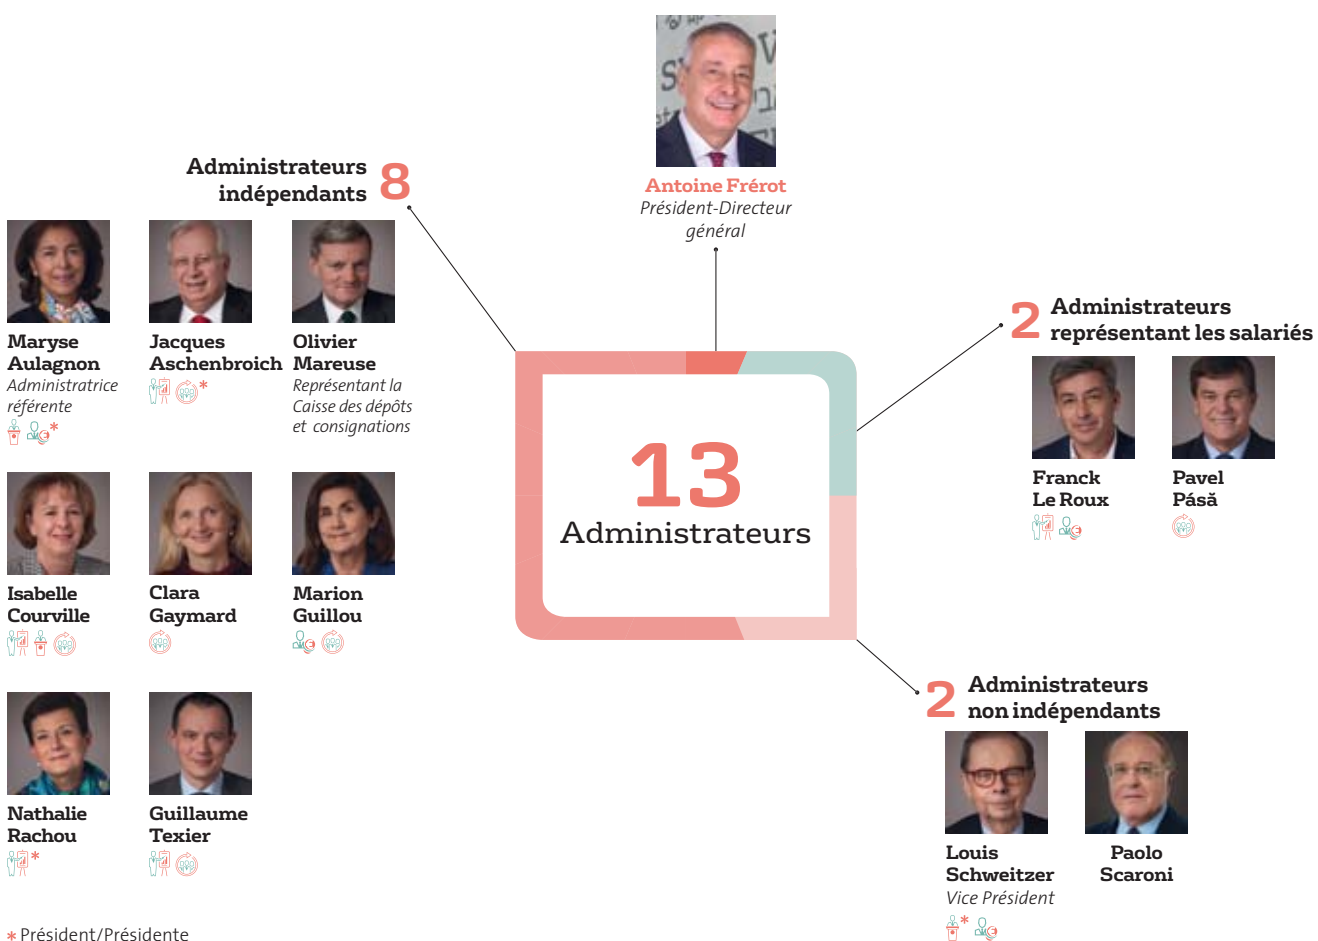 Antoine Frérot
Président-Directeur
général
Administrateurs
indépendants
8
Maryse
Aulagnon
Administratrice
référente
*
Jacques
Aschenbroich
*
Olivier
Mareuse
Représentant la
Caisse des dépôts
et consignations
Isabelle
Courville
Clara
Gaymard
Marion
Guillou
Nathalie
Rachou
*
Guillaume
Texier
13
Administrateurs
2
Administrateurs
représentant les salariés
Franck
Le Roux
Pavel
Pásă
2
Administrateurs
non indépendants
Louis
Schweitzer
Vice Président
*
Paolo
Scaroni
* Président/Présidente